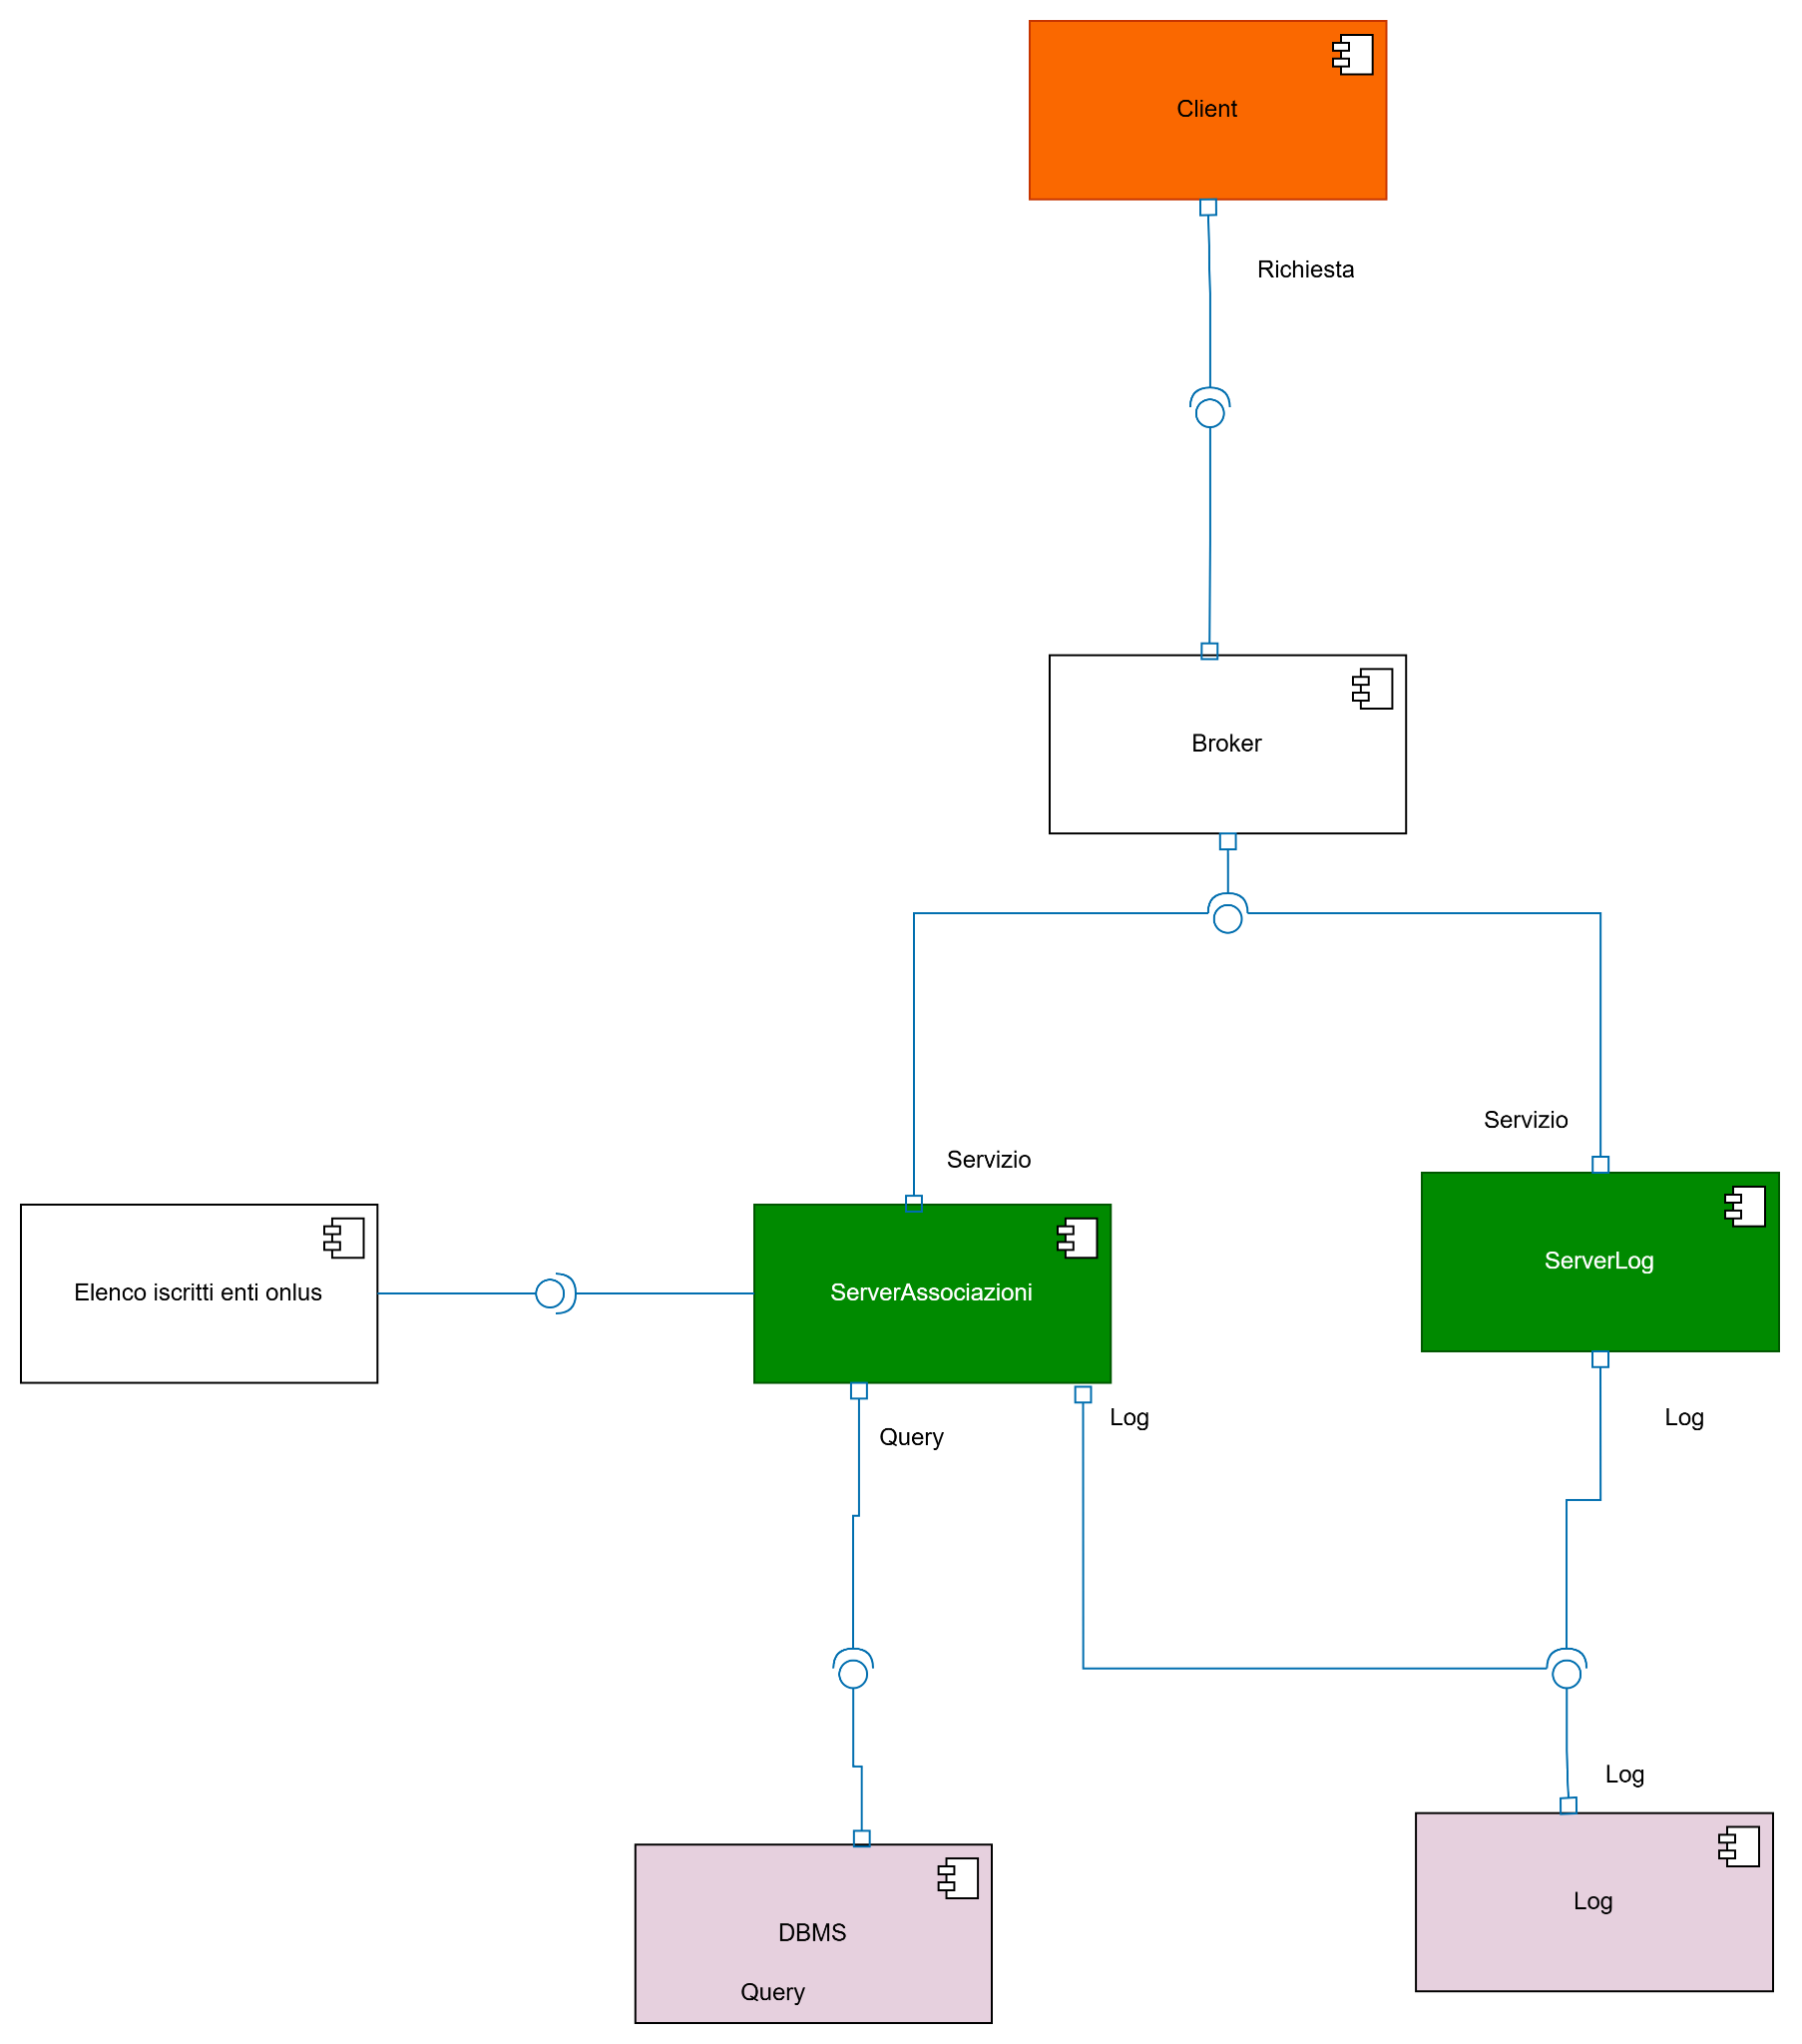 Client
Richiesta
Broker
Servizio
Servizio
Elenco iscritti enti onlus
ServerAssociazioni
ServerLog
Query
Log
Log
Log
Log
DBMS
Query